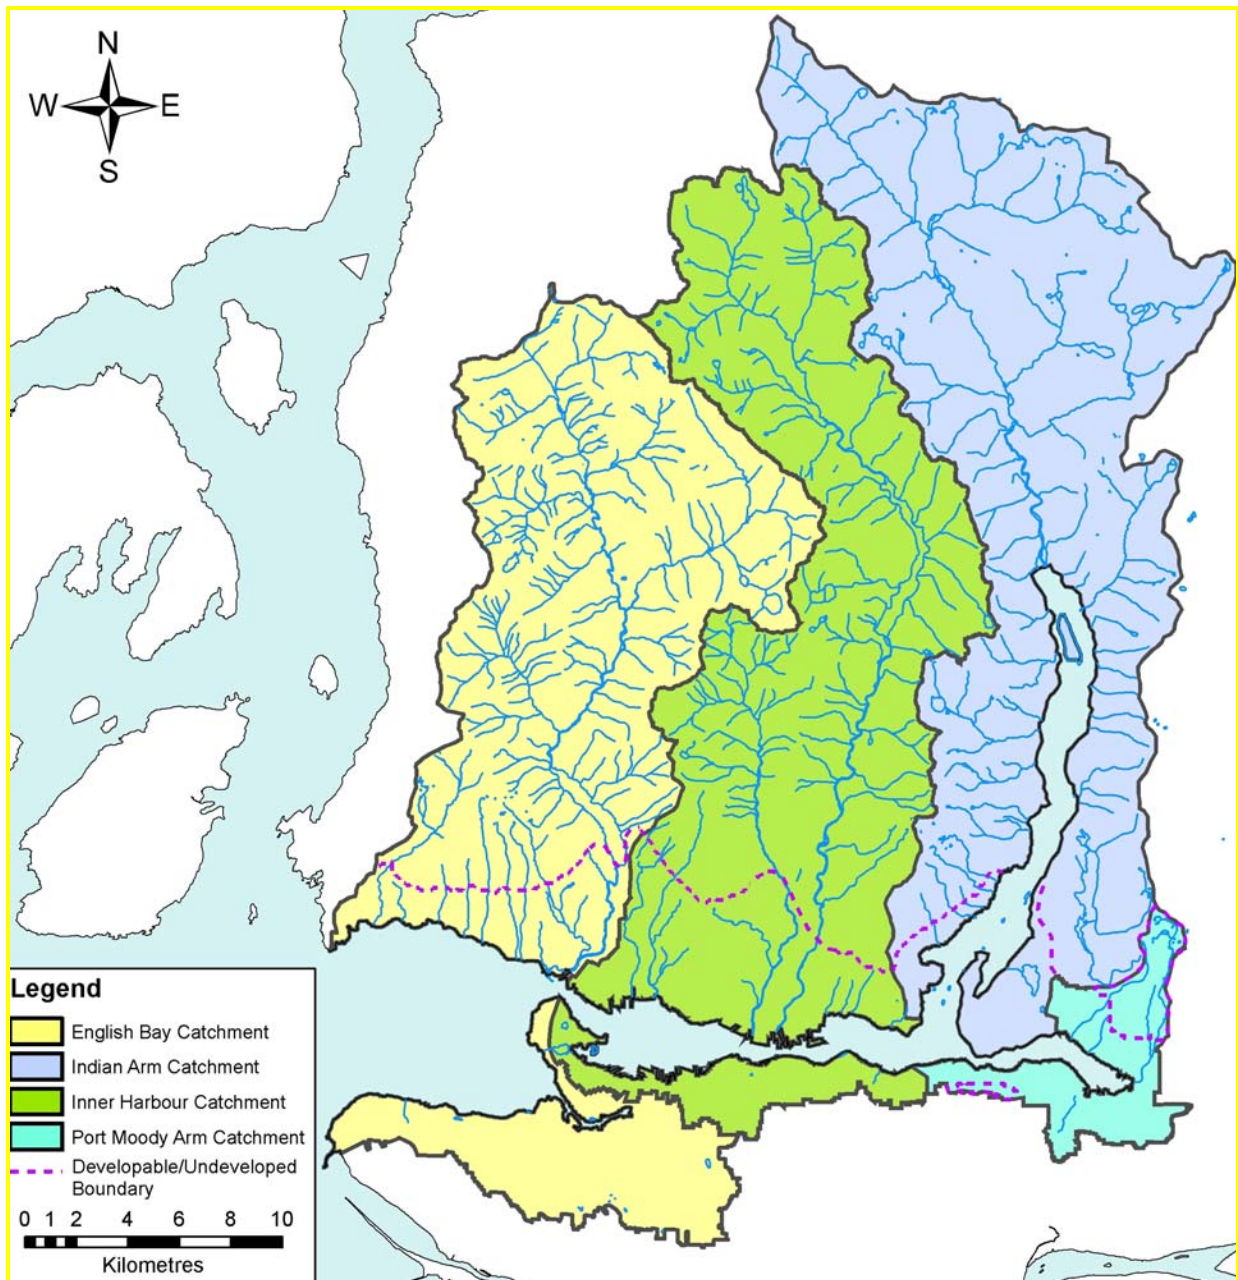 N
W E
S
Legend
English Bay Catchment
Indian Arm Catchment
Inner Harbour Catchment
Port Moody Arm Catchment
Developable/Undeveloped
Boundary
0 1 2 4 6 8 10
Kilometres